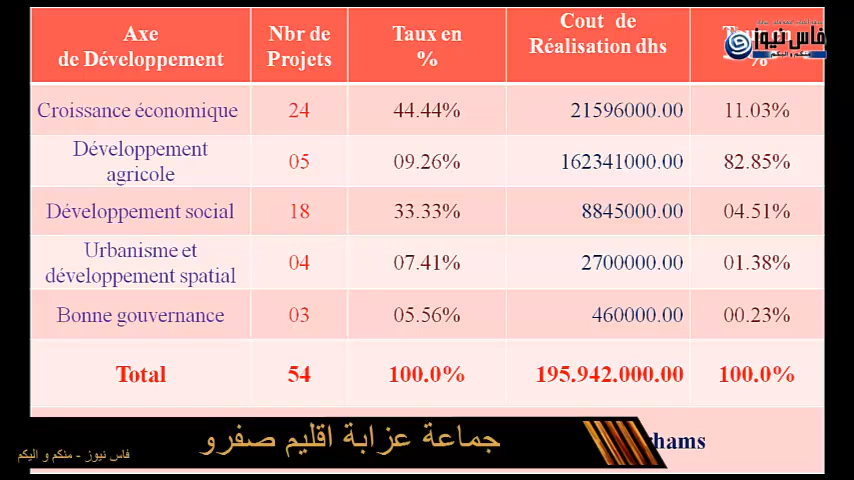 Axe
de Développement
Nbr de
Projets
Taux en
%
Cout de
Réalisation dhs
%
فاس نيوز
منكم و اليكم
Croissance économique 24 44.44% 21596000.00 11.03%
Développement
agricole
05 09.26% 162341000.00 82.85%
Développement social 18 33.33% 8845000.00 04.51%
Urbanisme et
développement spatial
04 07.41% 2700000.00 01.38%
Bonne gouvernance 03 05.56% 460000.00 00.23%
Total 54 100.0% 195.942.000.00 100.0%
جماعة عزابة اقليم صفرو
فاس نيوز - منكم و اليكم